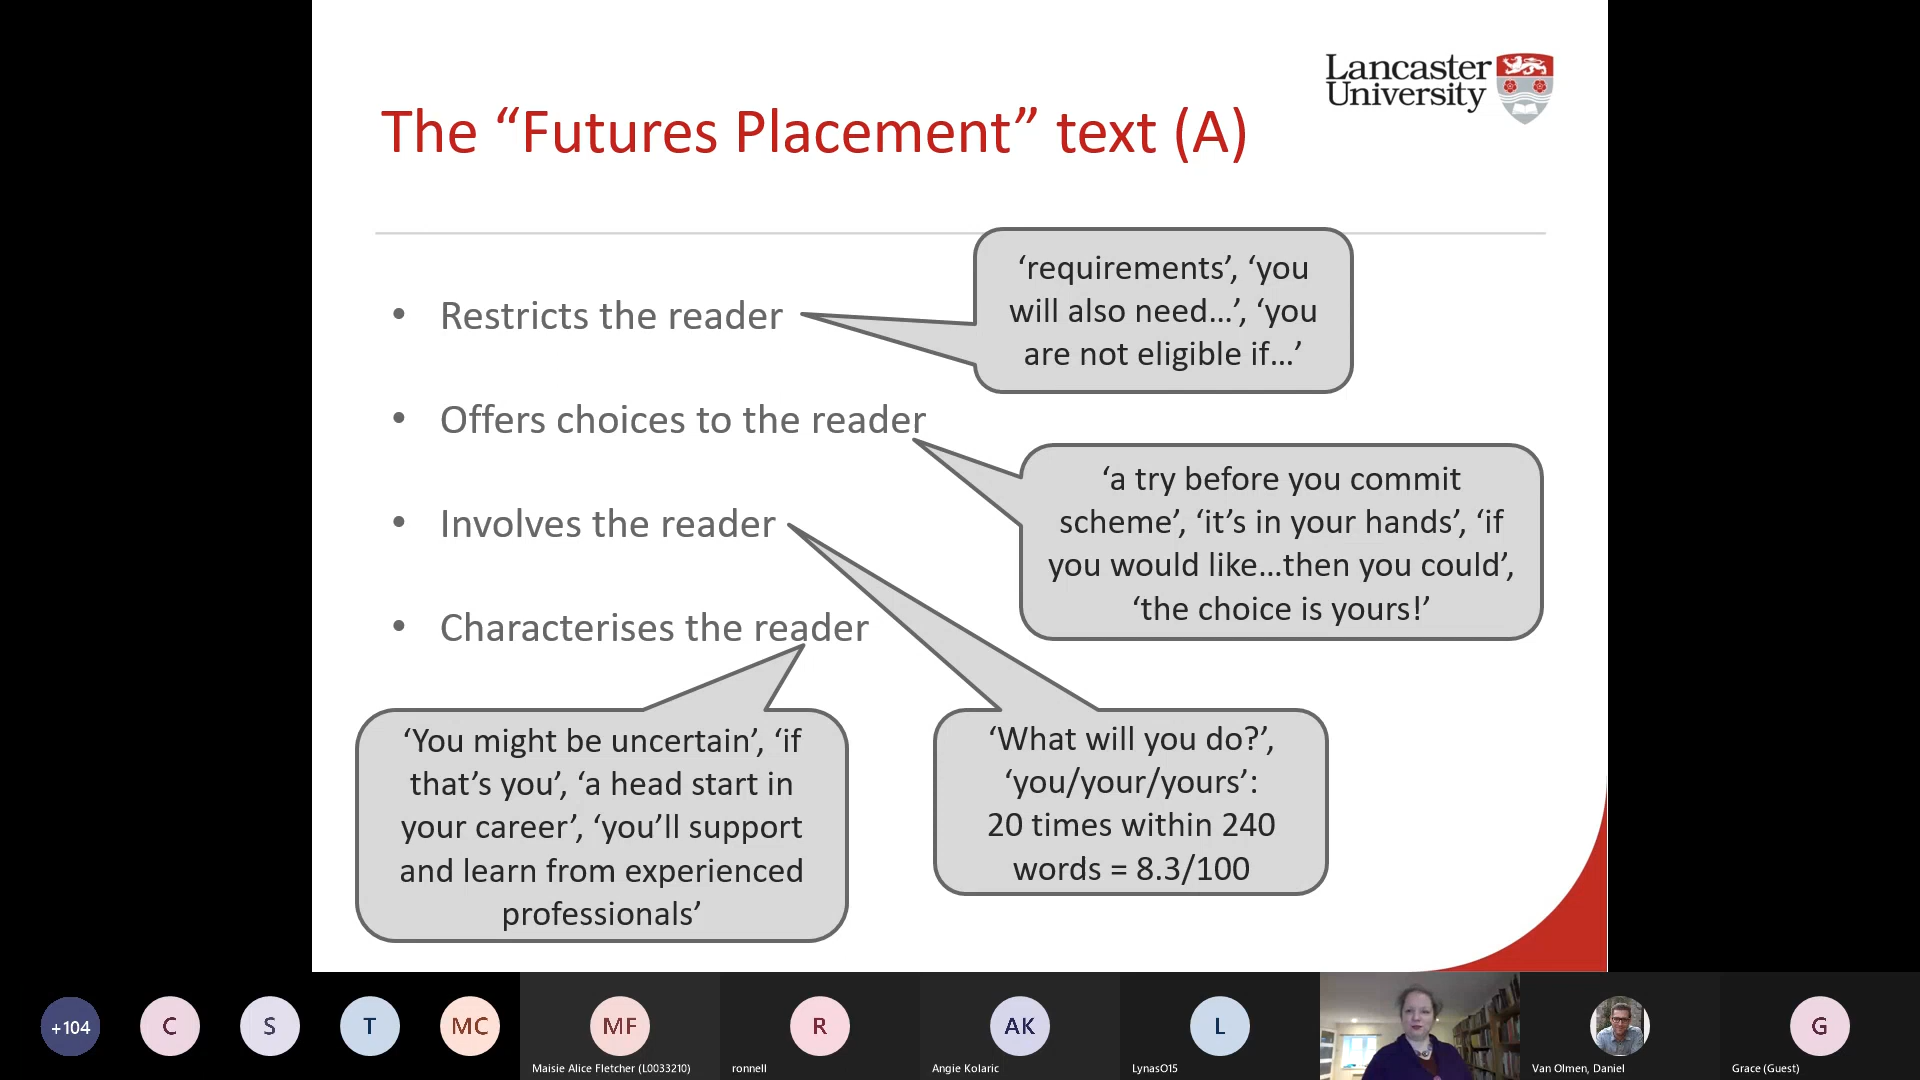 Lancaster
University
The “Futures Placement” text (A)
• Restricts the reader
‘requirements’, ‘you
will also need...’, ‘you
are not eligible if...’
• Offers choices to the reader
‘a try before you commit
scheme’, ‘it’s in your hands’, ‘if
you would like...then you could’,
‘the choice is yours!’
• Involves the reader
• Characterises the reader
‘You might be uncertain’, ‘if
that’s you’, ‘a head start in
your career’, ‘you’ll support
and learn from experienced
professionals’
‘What will you do?’,
‘you/your/yours’:
20 times within 240
words = 8.3/100
+104
C
S
T
MC
MF
Maisie Alice Fletcher (L0033210)
R
ronnell
AK
Angie Kolaric
L
LynasO15
Van Olmen, Daniel
G
Grace (Guest)